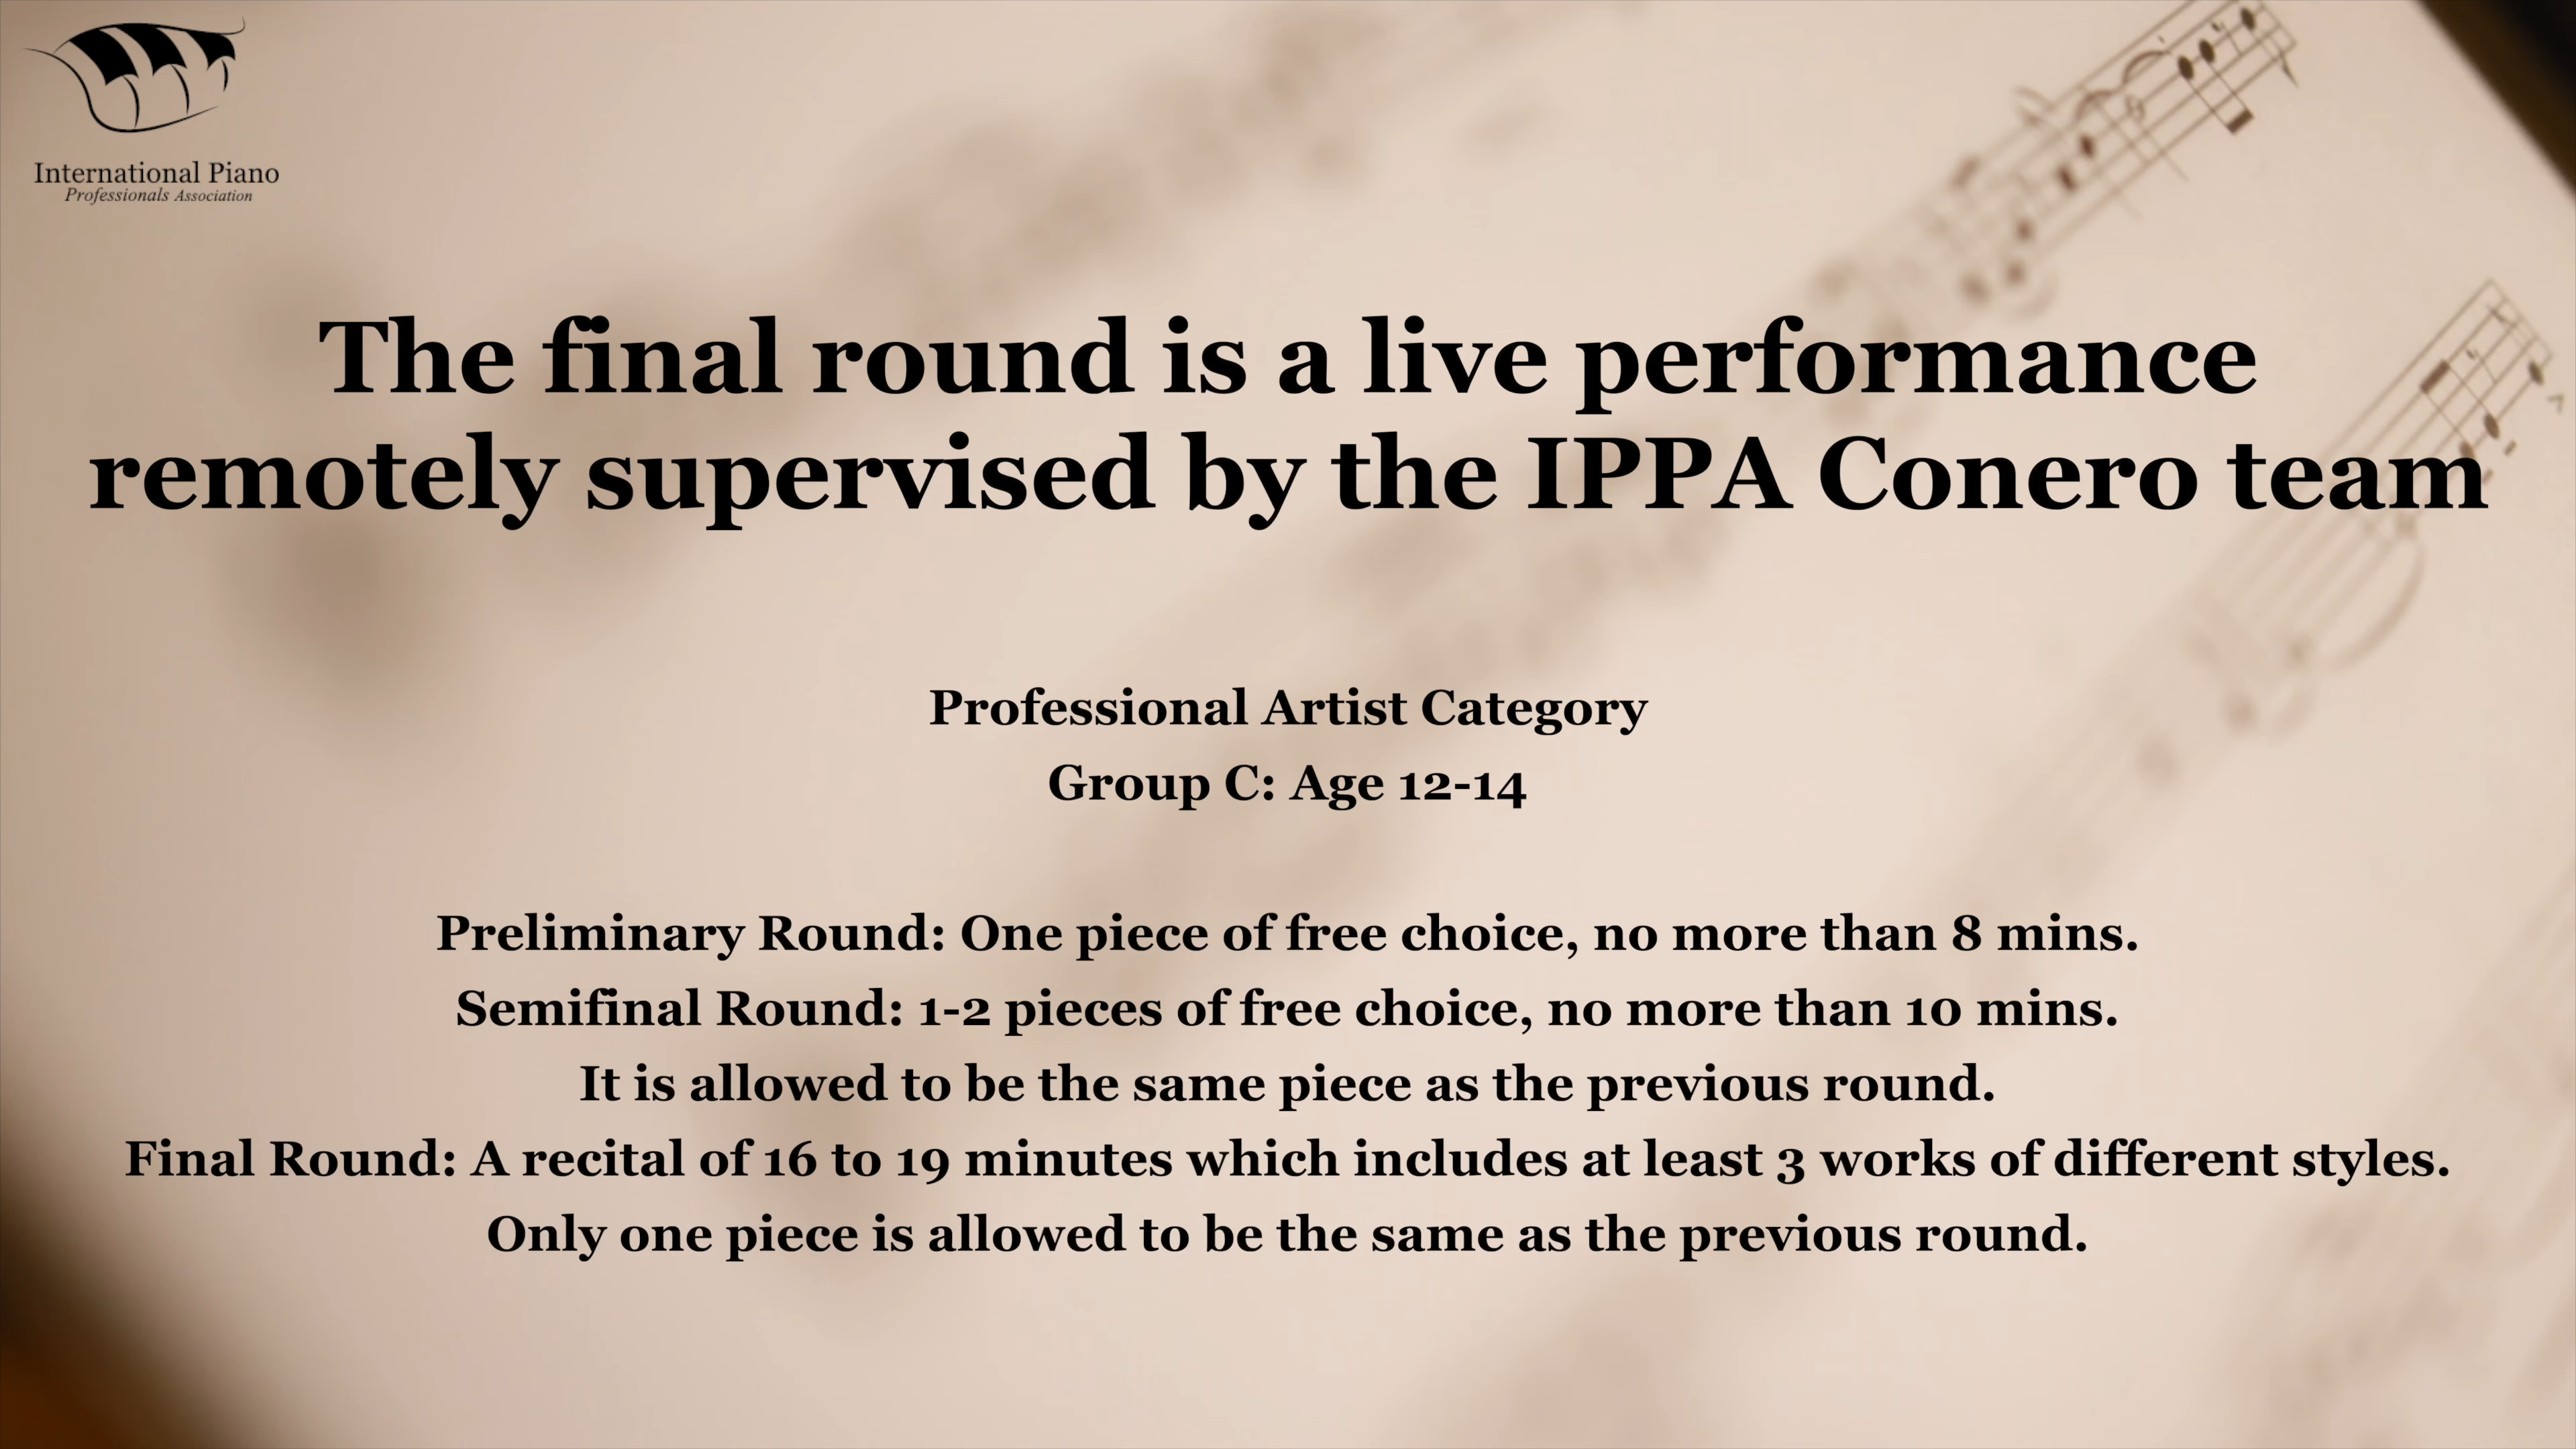 International Piano
Professionals Association
The final round is a live performance
remotely supervised by the IPPA Conero team
Professional Artist Category
Group C: Age 12-14
Preliminary Round: One piece of free choice, no more than 8 mins.
Semifinal Round: 1-2 pieces of free choice, no more than 10 mins.
It is allowed to be the same piece as the previous round.
Final Round: A recital of 16 to 19 minutes which includes at least 3 works of different styles.
Only one piece is allowed to be the same as the previous round.